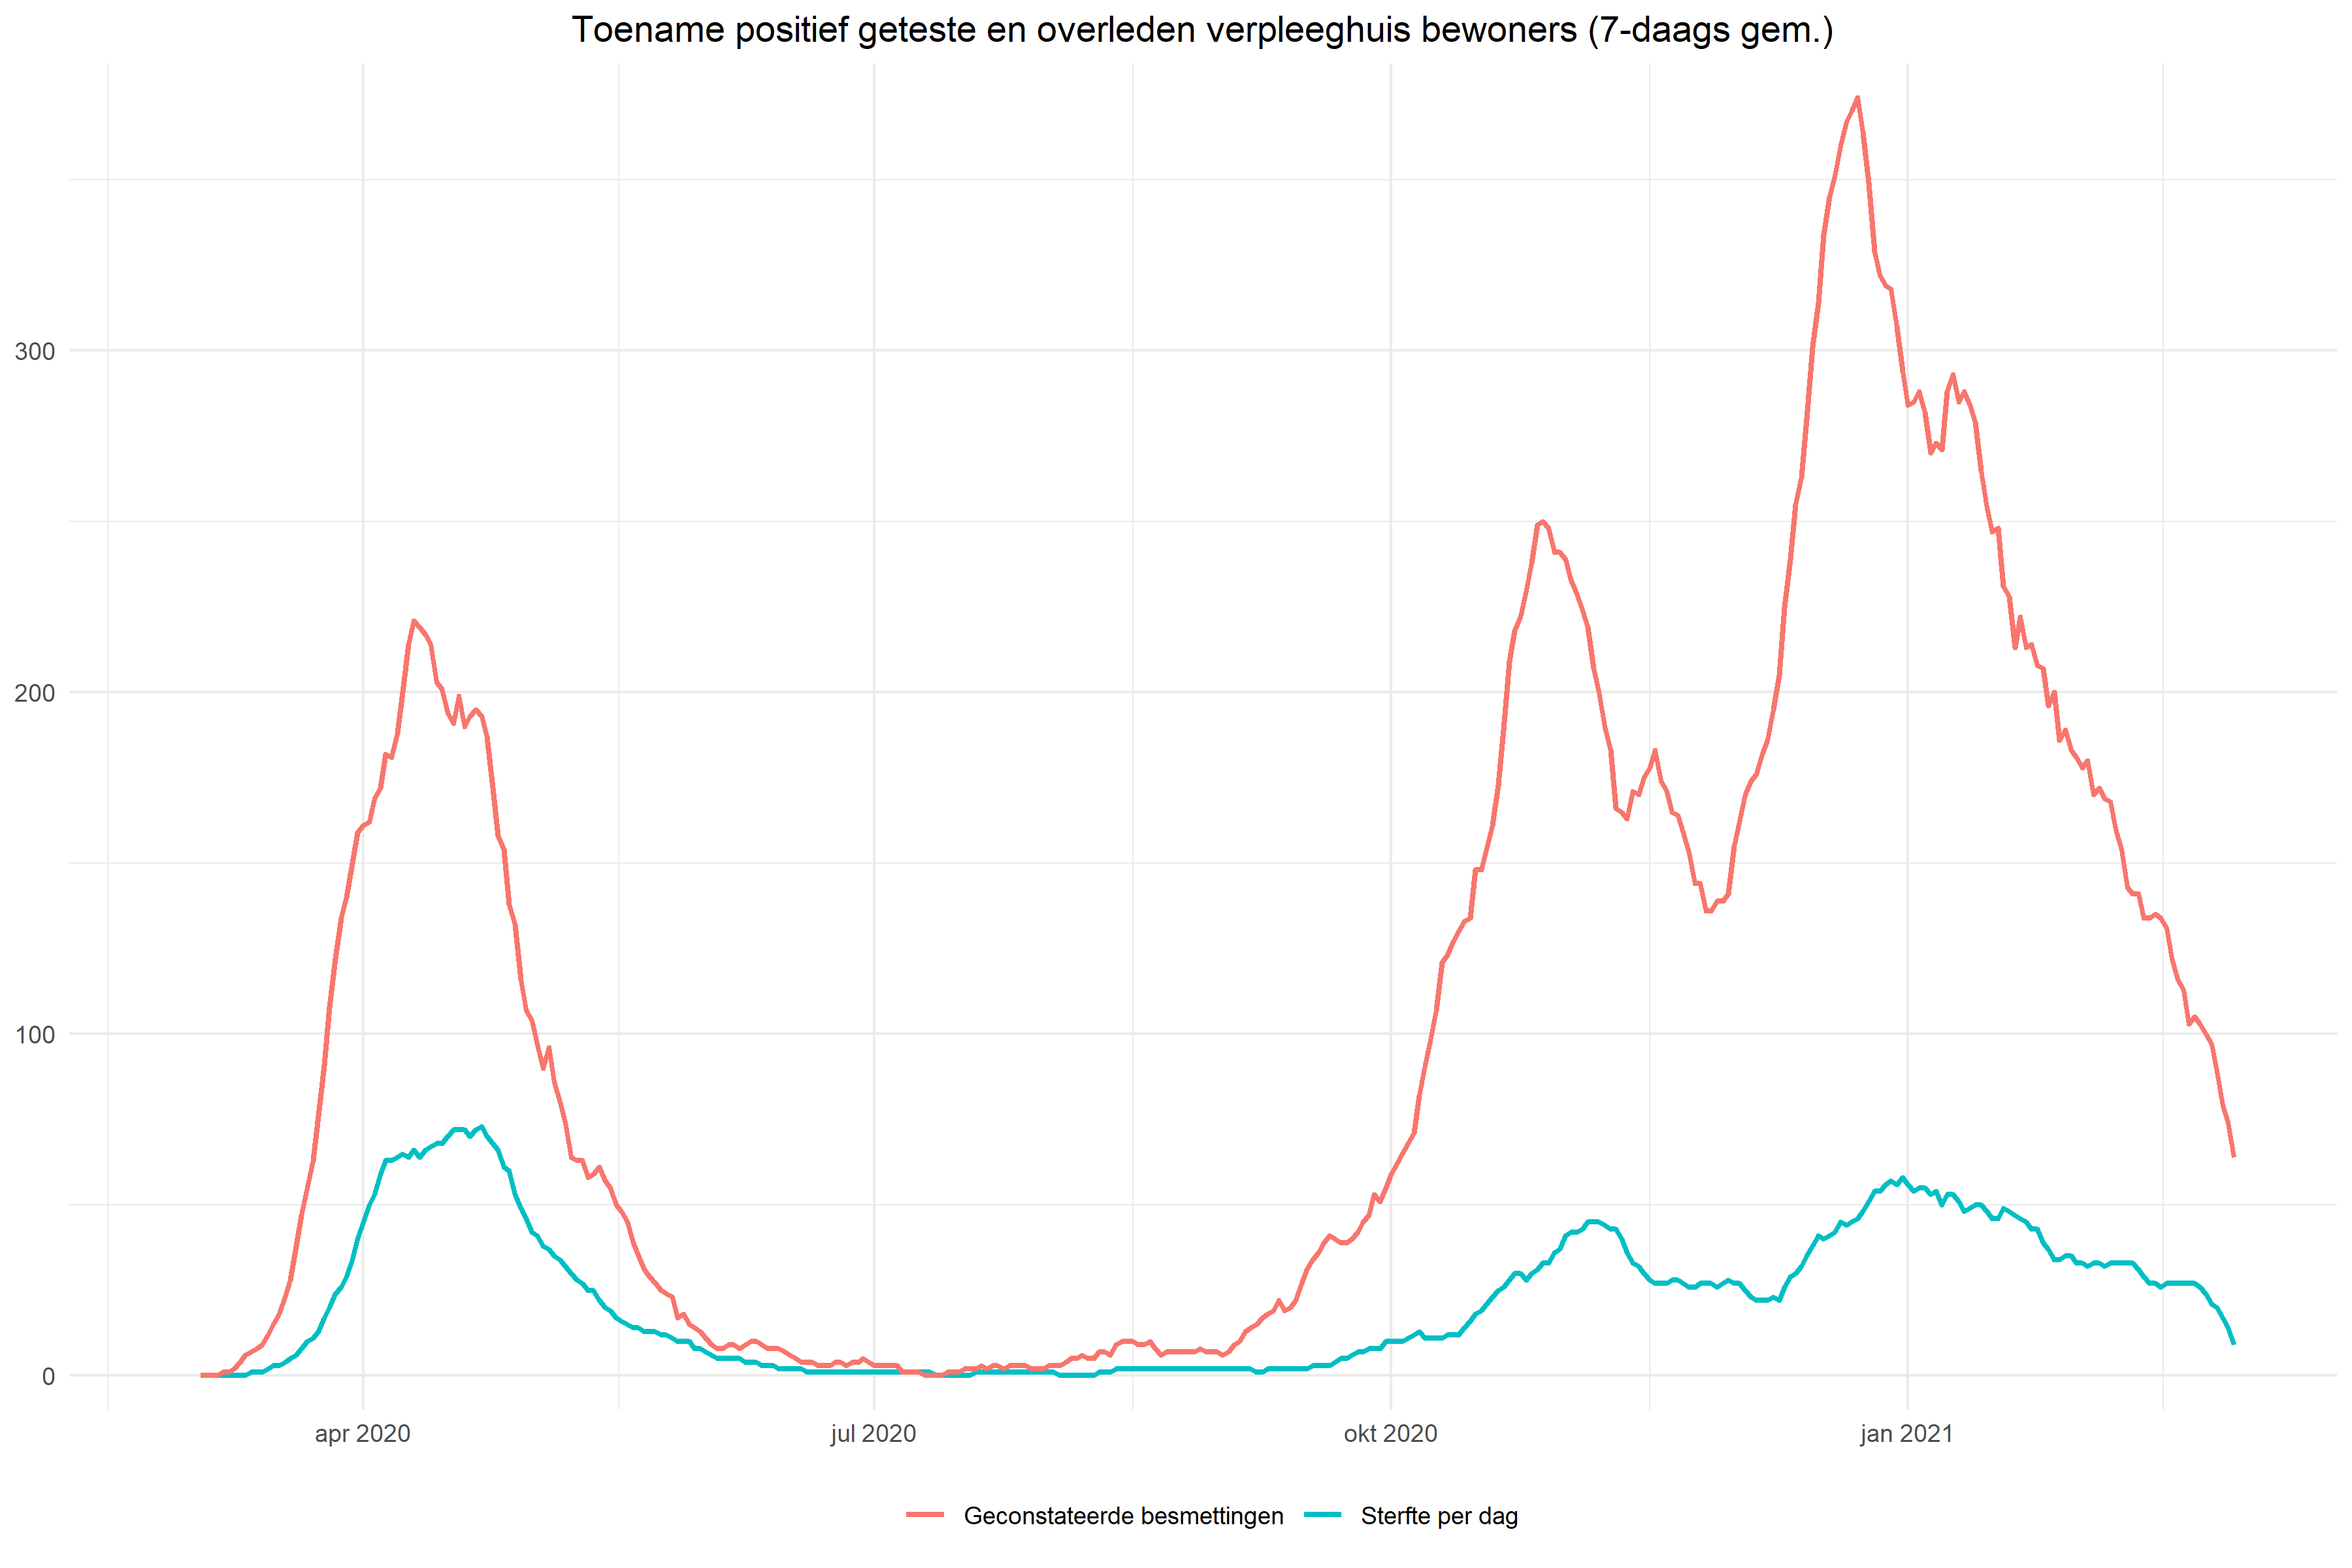 Toename positief geteste en overleden verpleeghuis bewoners (7-daags gem.)
300
200
100
0
apr 2020 jul 2020 okt 2020 jan 2021
Geconstateerde besmettingen Sterfte per dag